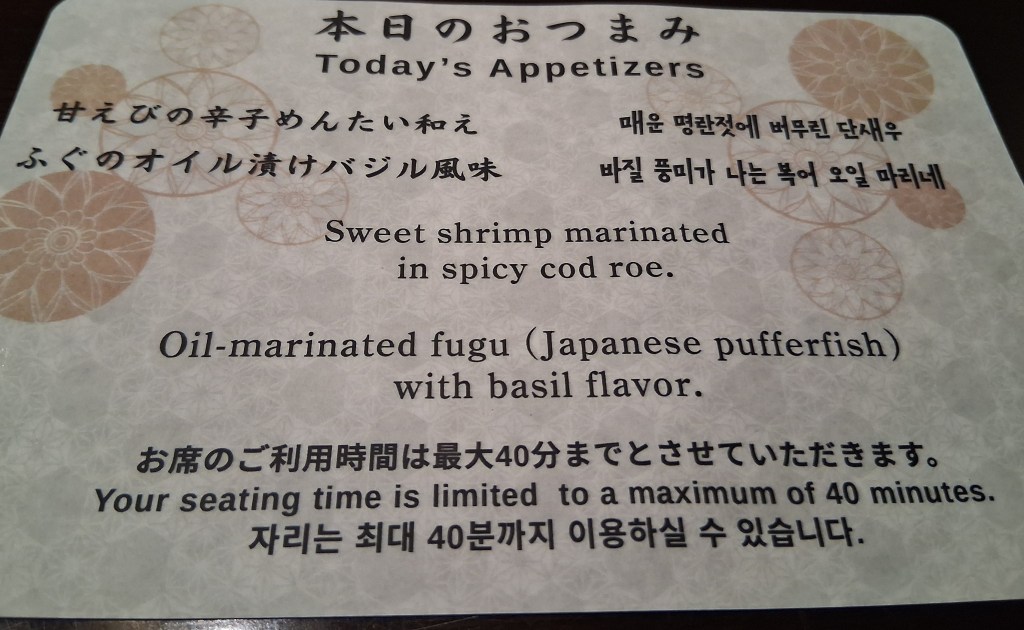 本日のおつまみ
Today's Appetizers
甘えびの辛子めんたい和え
매운 명란젓에 버무린 단새우
ふぐのオイル漬けバジル風味
바질 풍미가 나는 복어 오일 마리네
Sweet shrimp marinated
in spicy cod roe.
Oil-marinated fugu (Japanese pufferfish)
with basil flavor.
お席のご利用時間は最大40分までとさせていただきます。
Your seating time is limited to a maximum of 40 minutes.
자리는 최대 40분까지 이용하실 수 있습니다.